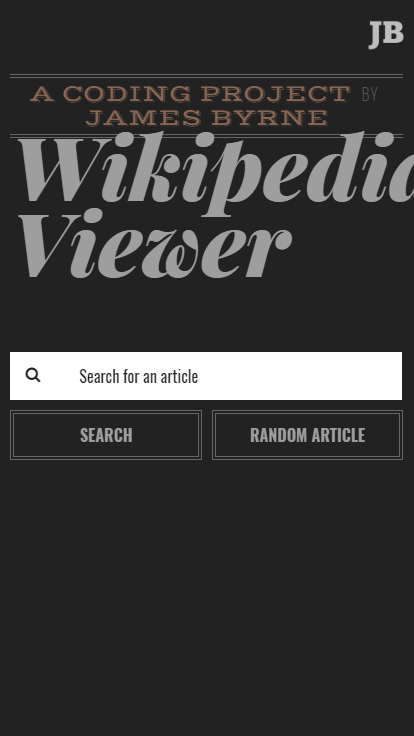 JB
A CODING PROJECT BY
JAMES BYRNE
Wikipedia
Viewer
Search for an article
SEARCH
RANDOM ARTICLE